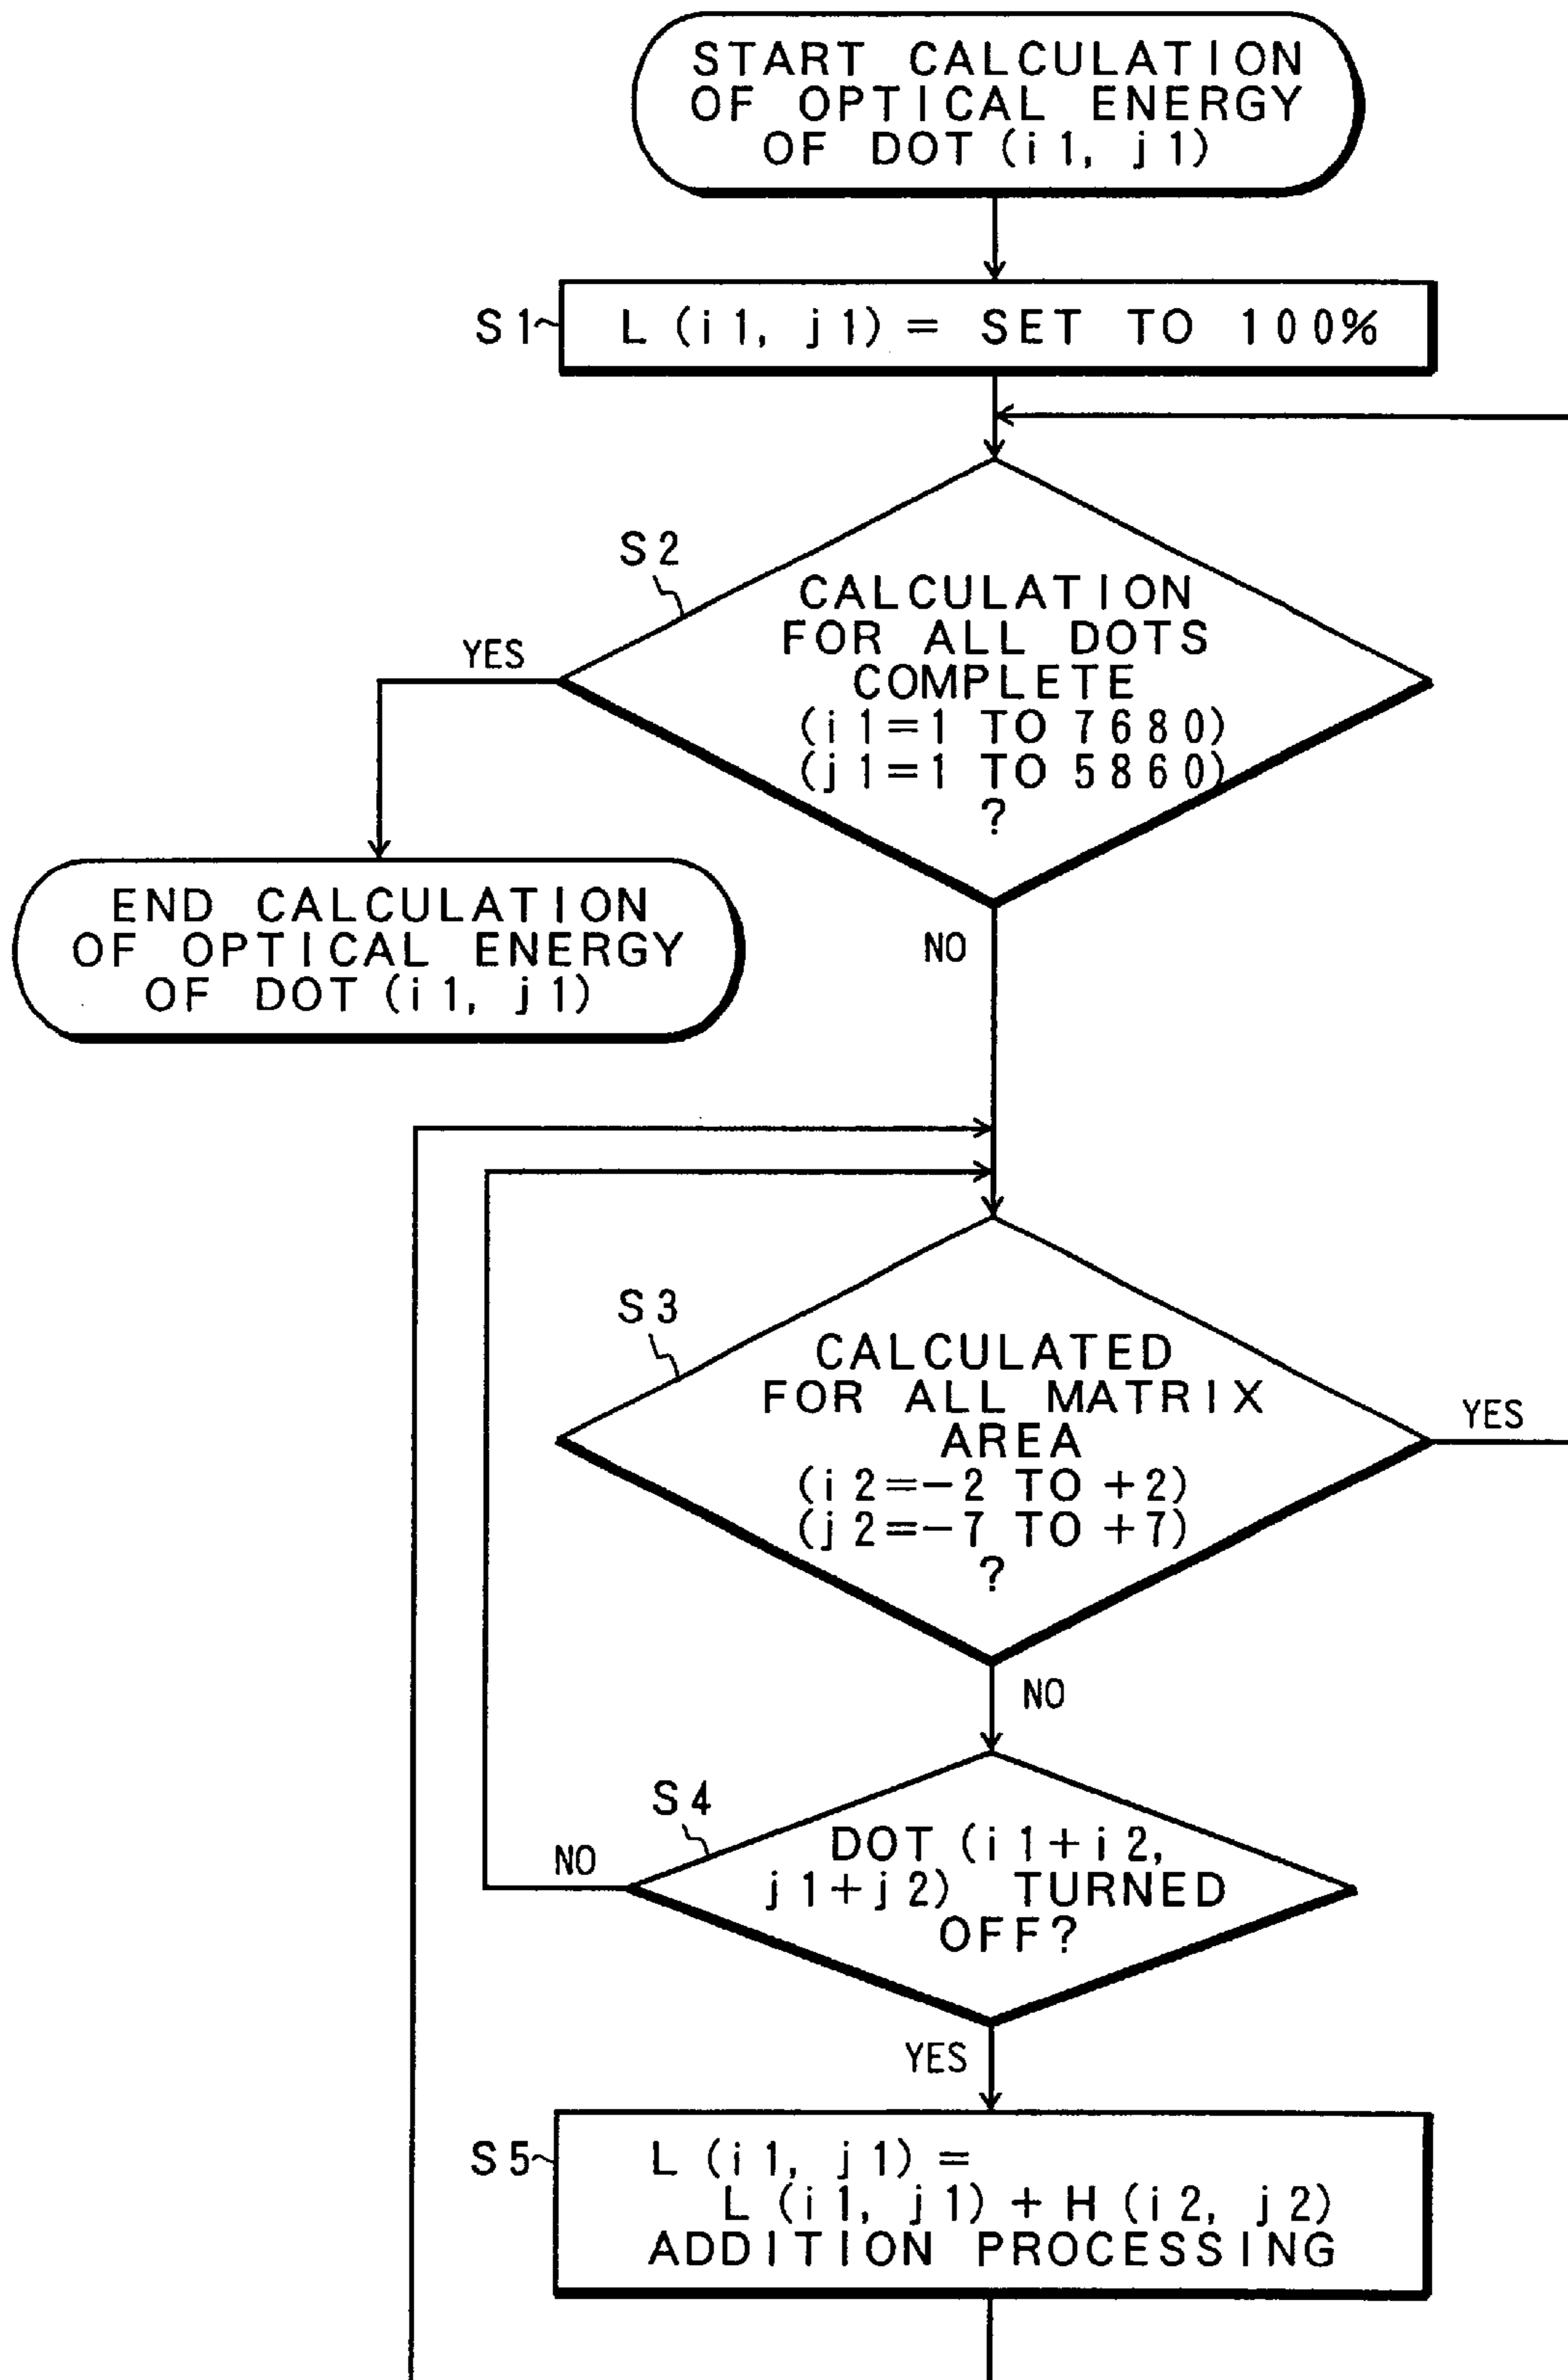 START CALCULATION
OF OPTICAL ENERGY
OF DOT (i1, j1)
S1
L (i1, j1) = SET TO 100%
S2
CALCULATION
FOR ALL DOTS
COMPLETE
(i1=1 TO 7680)
(j1=1 TO 5860)
?
YES
END CALCULATION
OF OPTICAL ENERGY
OF DOT (i1, j1)
NO
S3
CALCULATED
FOR ALL MATRIX
AREA
(i2=-2 TO +2)
(j2=-7 TO +7)
?
YES
NO
S4
DOT (i1+i2,
j1+j2) TURNED
OFF?
NO
YES
S5
L (i1, j1) =
L (i1, j1) + H (i2, j2)
ADDITION PROCESSING